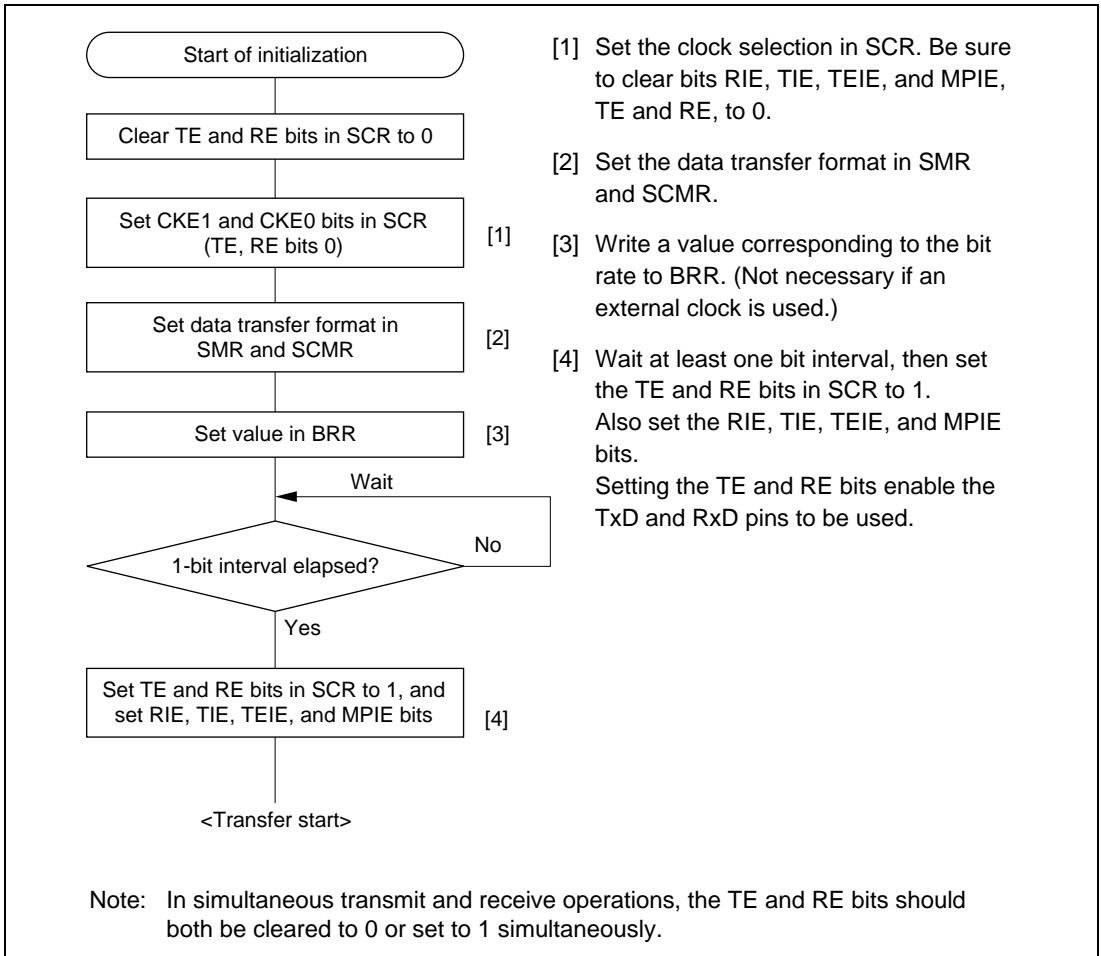 Start of initialization
Clear TE and RE bits in SCR to 0
Set CKE1 and CKE0 bits in SCR
(TE, RE bits 0)
[1]
Set data transfer format in
SMR and SCMR
[2]
Set value in BRR
[3]
Wait
No
1-bit interval elapsed?
Yes
Set TE and RE bits in SCR to 1, and
set RIE, TIE, TEIE, and MPIE bits
[4]
<Transfer start>
[1] Set the clock selection in SCR. Be sure
to clear bits RIE, TIE, TEIE, and MPIE,
TE and RE, to 0.
[2] Set the data transfer format in SMR
and SCMR.
[3] Write a value corresponding to the bit
rate to BRR. (Not necessary if an
external clock is used.)
[4] Wait at least one bit interval, then set
the TE and RE bits in SCR to 1.
Also set the RIE, TIE, TEIE, and MPIE
bits.
Setting the TE and RE bits enable the
TxD and RxD pins to be used.
Note: In simultaneous transmit and receive operations, the TE and RE bits should
both be cleared to 0 or set to 1 simultaneously.